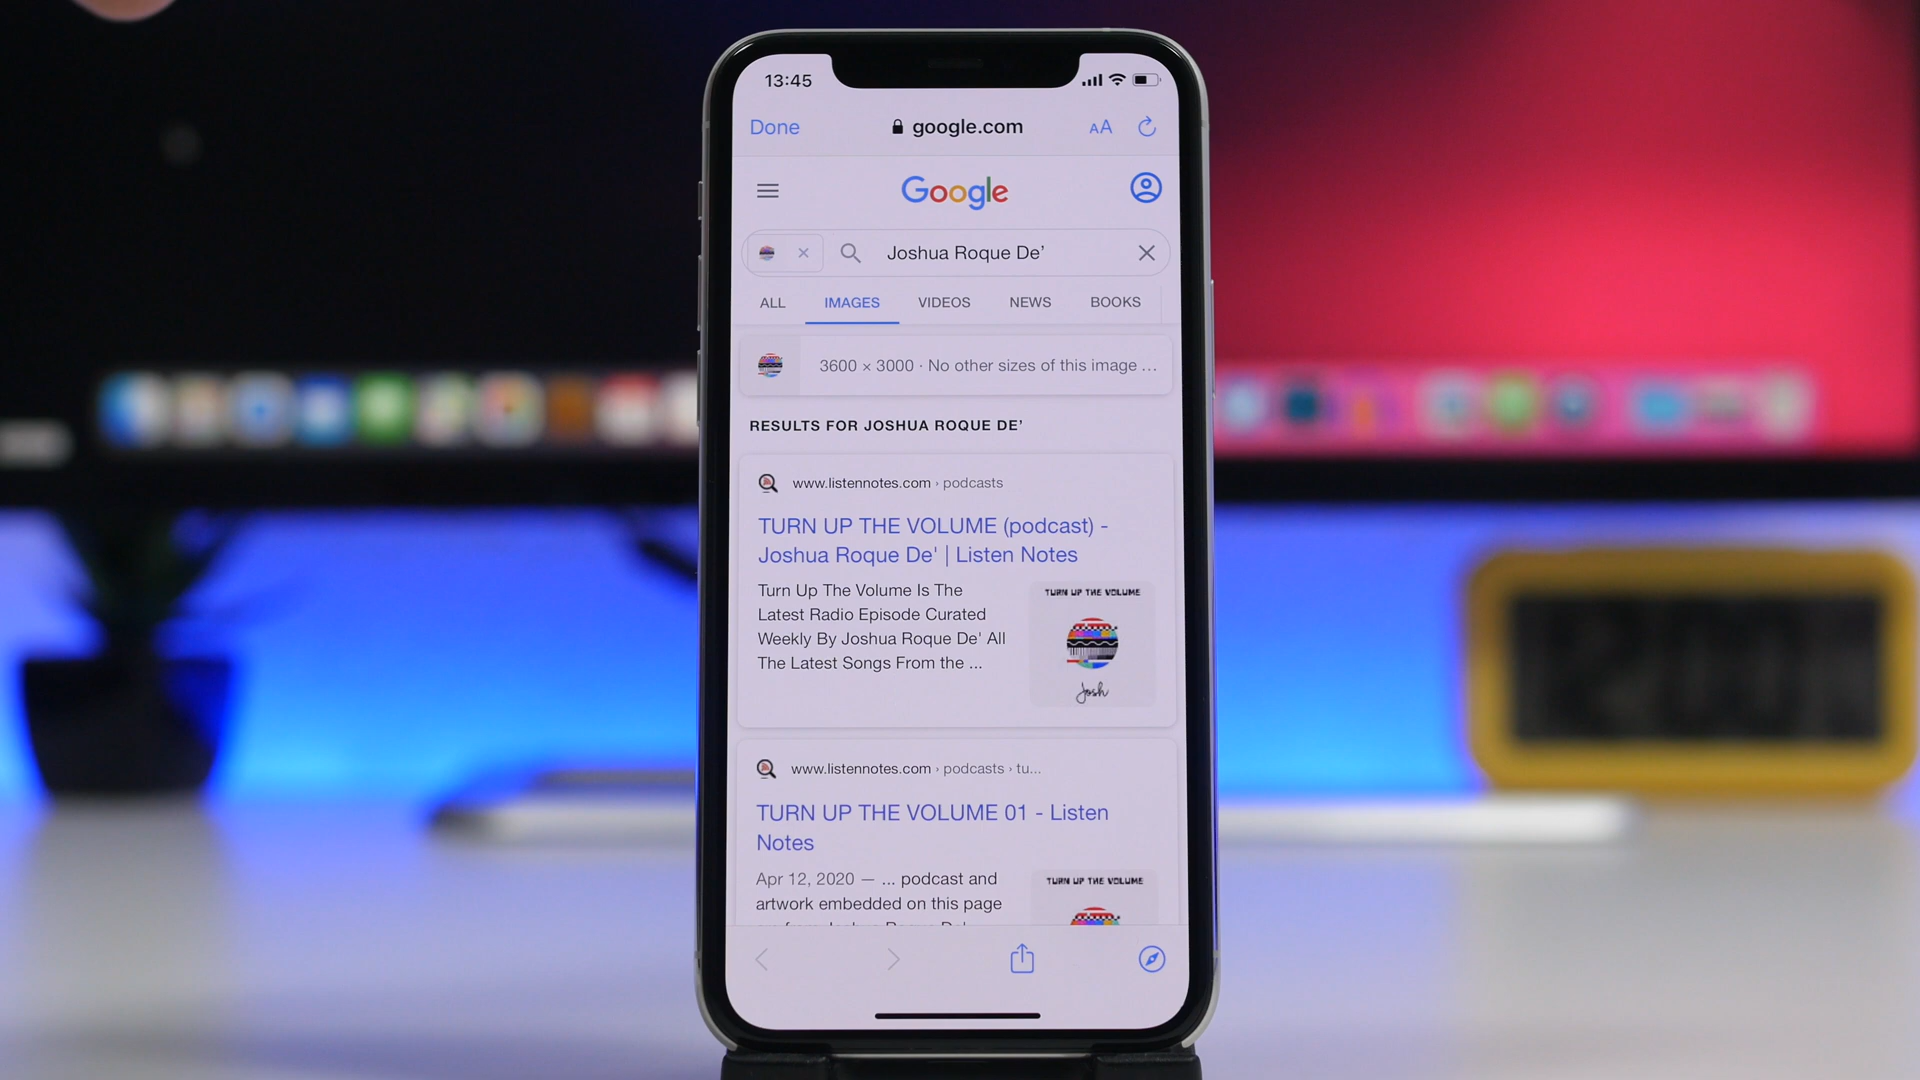 13:45
Done
google.com
AA
Google
Joshua Roque De’
ALL IMAGES VIDEOS NEWS BOOKS
3600 × 3000 · No other sizes of this image ...
RESULTS FOR JOSHUA ROQUE DE’
www.listennotes.com › podcasts
TURN UP THE VOLUME (podcast) -
Joshua Roque De' | Listen Notes
Turn Up The Volume Is The
Latest Radio Episode Curated
Weekly By Joshua Roque De' All
The Latest Songs From the ...
TURN UP THE VOLUME
Josh
www.listennotes.com › podcasts › tu...
TURN UP THE VOLUME 01 - Listen
Notes
Apr 12, 2020 — ... podcast and
artwork embedded on this page
TURN UP THE VOLUME